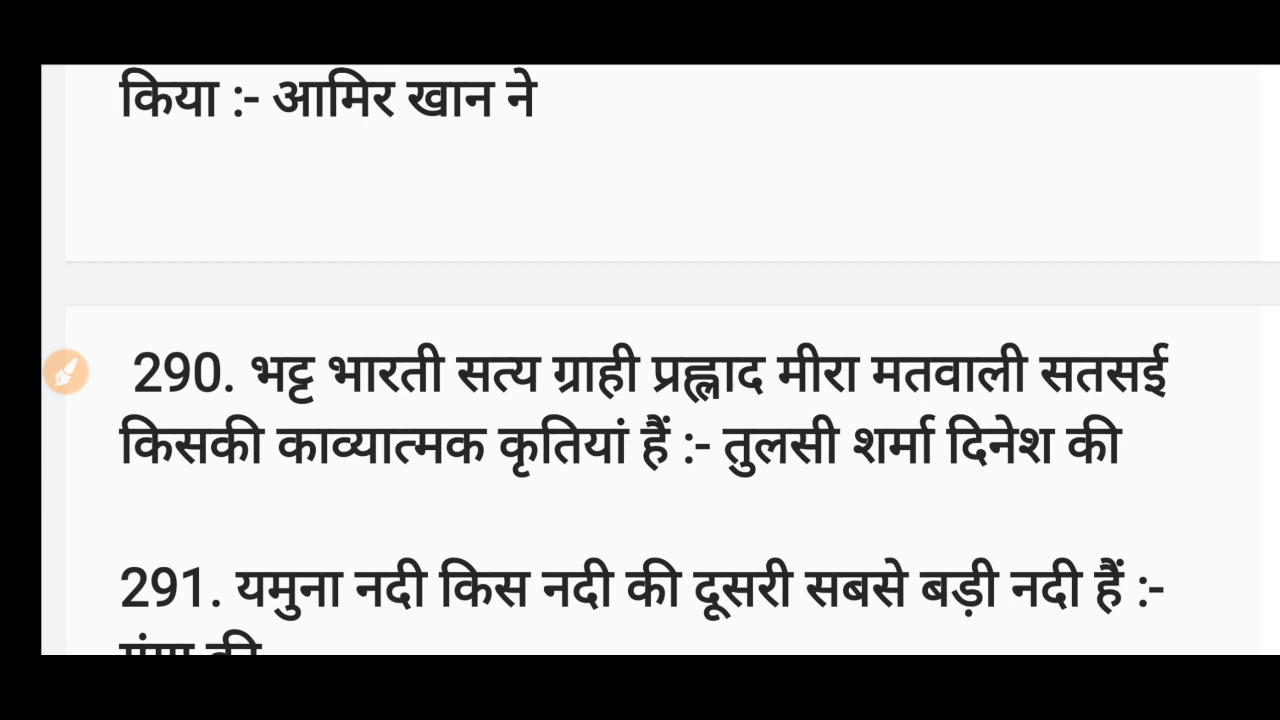 किया :- आमिर खान ने
290. भट्ट भारती सत्य ग्राही प्रह्लाद मीरा मतवाली सतसई
किसकी काव्यात्मक कृतियां हैं :- तुलसी शर्मा दिनेश की
291. यमुना नदी किस नदी की दूसरी सबसे बड़ी नदी हैं :-
गंगा की